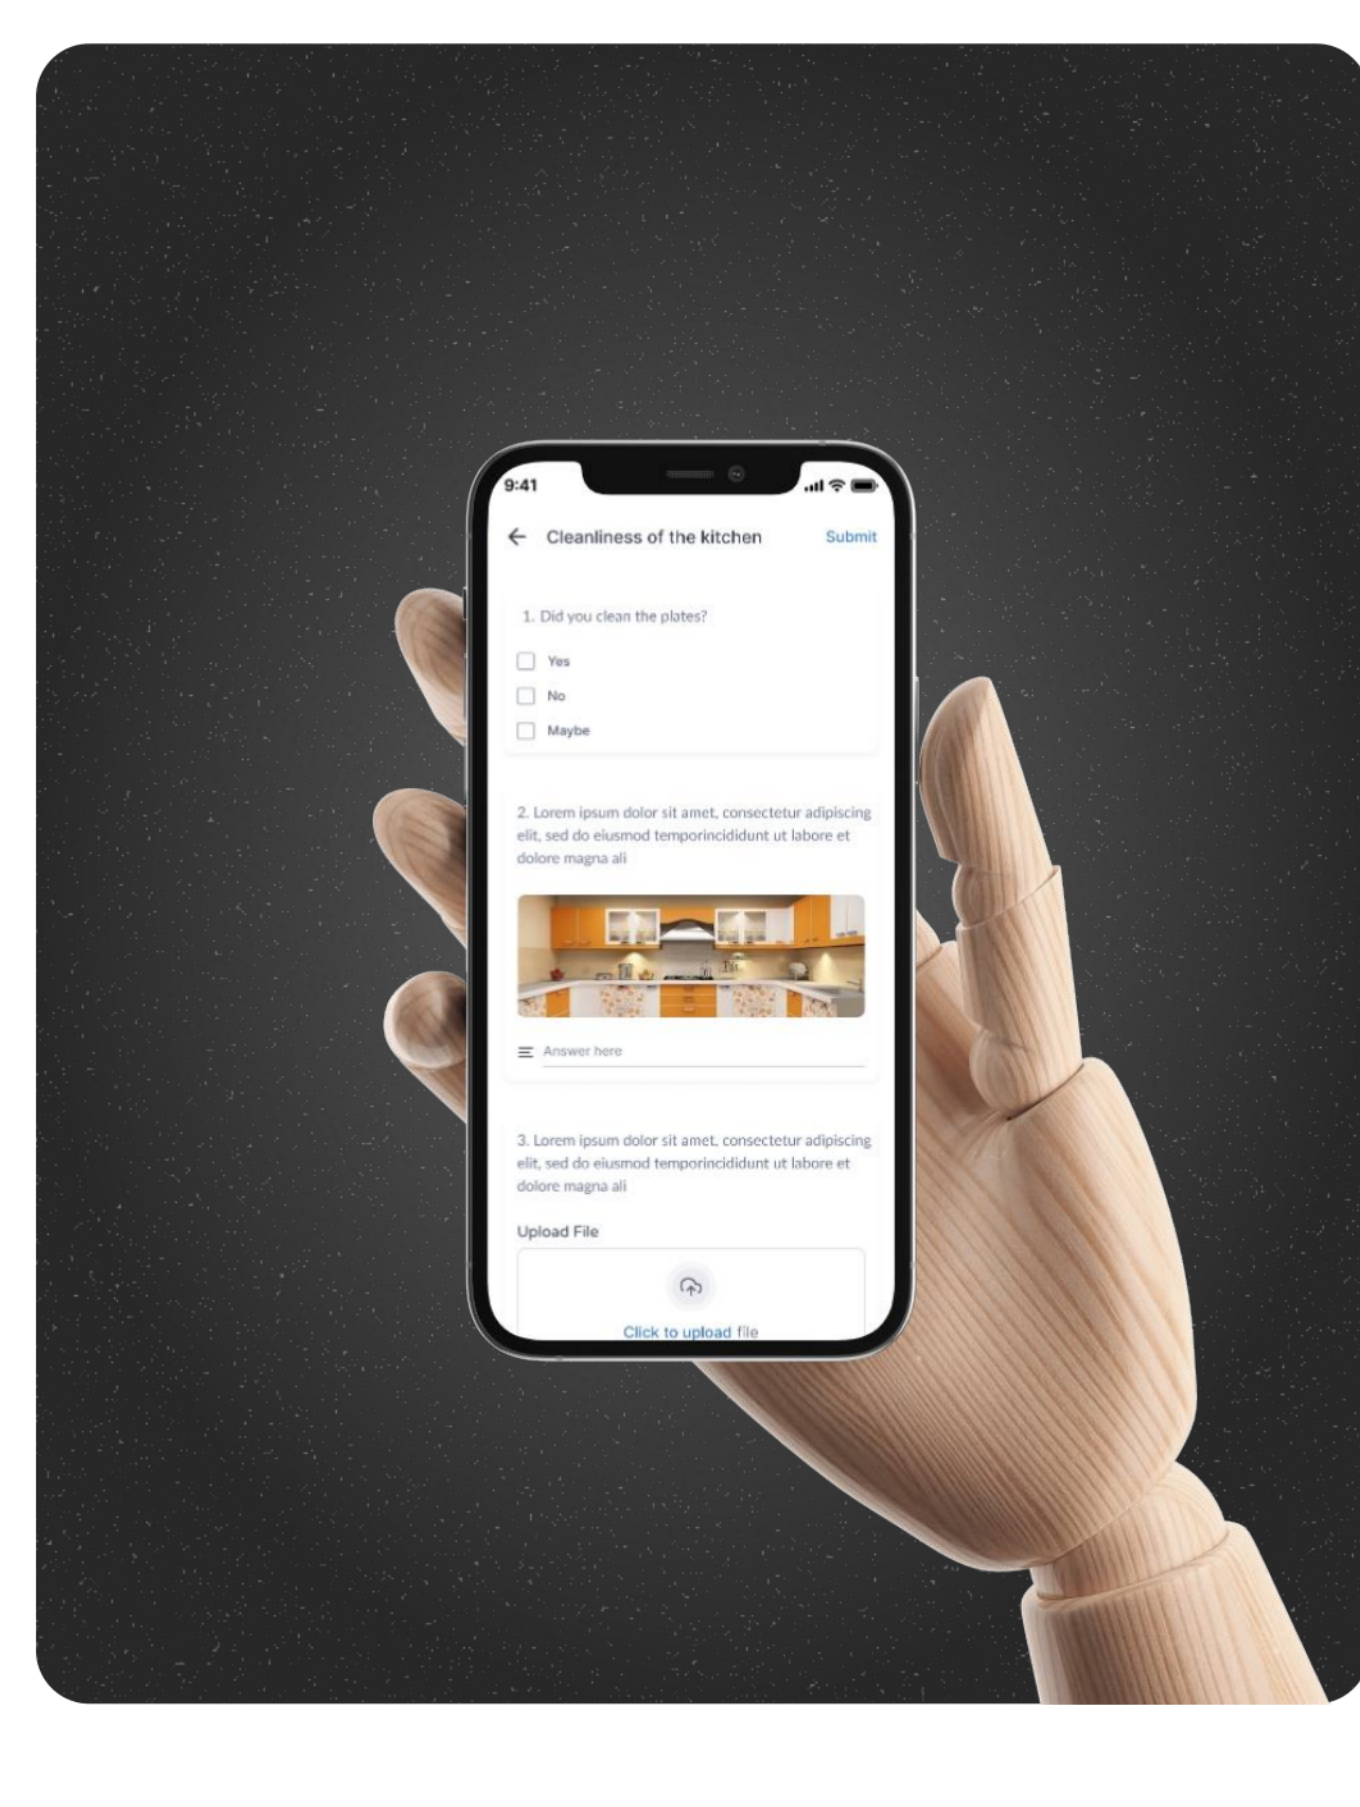 9:41
Cleanliness of the kitchen
Submit
1. Did you clean the plates?
Yes
No
Maybe
2. Lorem ipsum dolor sit amet, consectetur adipiscing
elit, sed do eiusmod temporincididunt ut labore et
dolore magna ali
Answer here
3. Lorem ipsum dolor sit amet, consectetur adipiscing
elit, sed do eiusmod temporincididunt ut labore et
dolore magna ali
Upload File
Click to upload file